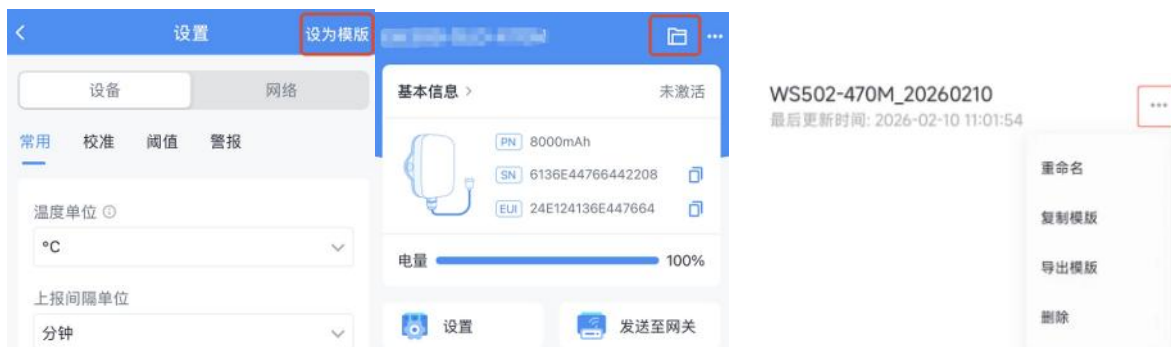 设置
设为模版
设备
网络
常用
校准
阈值
警报
温度单位
°C
上报间隔单位
分钟
基本信息 >
未激活
PN 8000mAh
SN 6136E44766442208
EUI 24E124136E447664
电量
100%
设置
发送至网关
WS502-470M_20260210
最后更新时间: 2026-02-10 11:01:54
重命名
复制模版
导出模版
删除